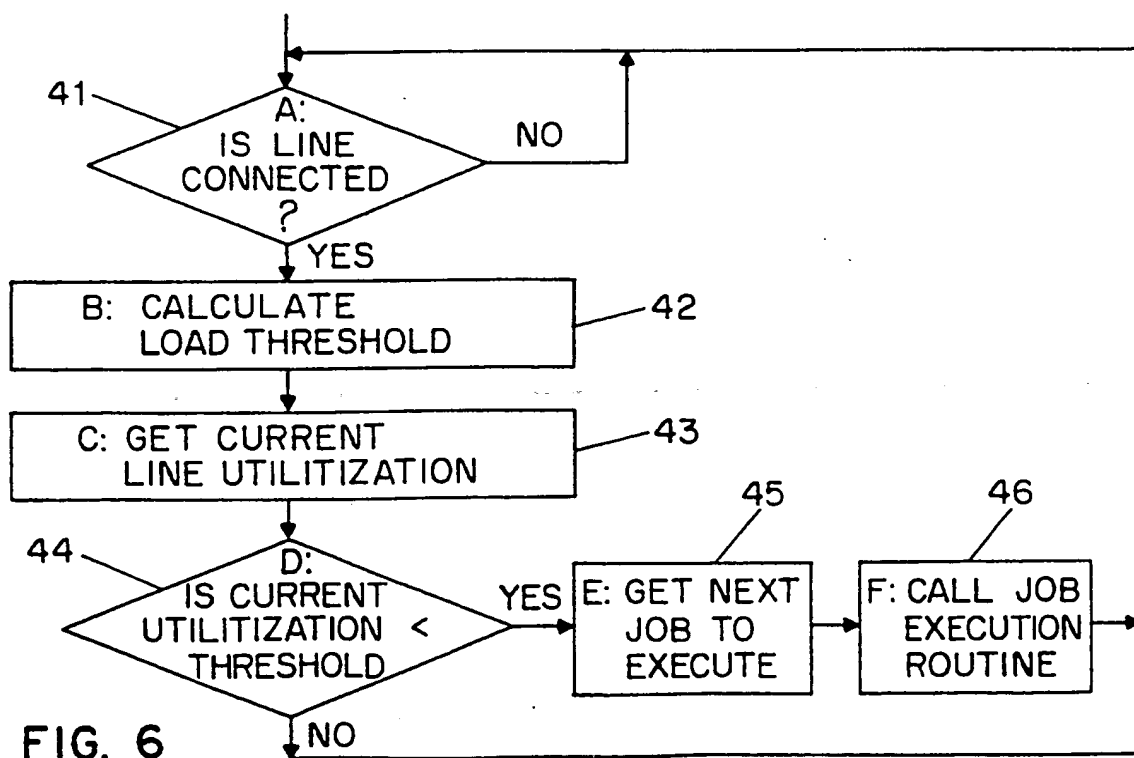 41
A:
IS LINE
CONNECTED
?
NO
YES
B: CALCULATE
LOAD THRESHOLD
42
C: GET CURRENT
LINE UTILITIZATION
43
44
D:
IS CURRENT
UTILITIZATION <
THRESHOLD
YES
45
E: GET NEXT
JOB TO
EXECUTE
46
F: CALL JOB
EXECUTION
ROUTINE
NO
FIG. 6